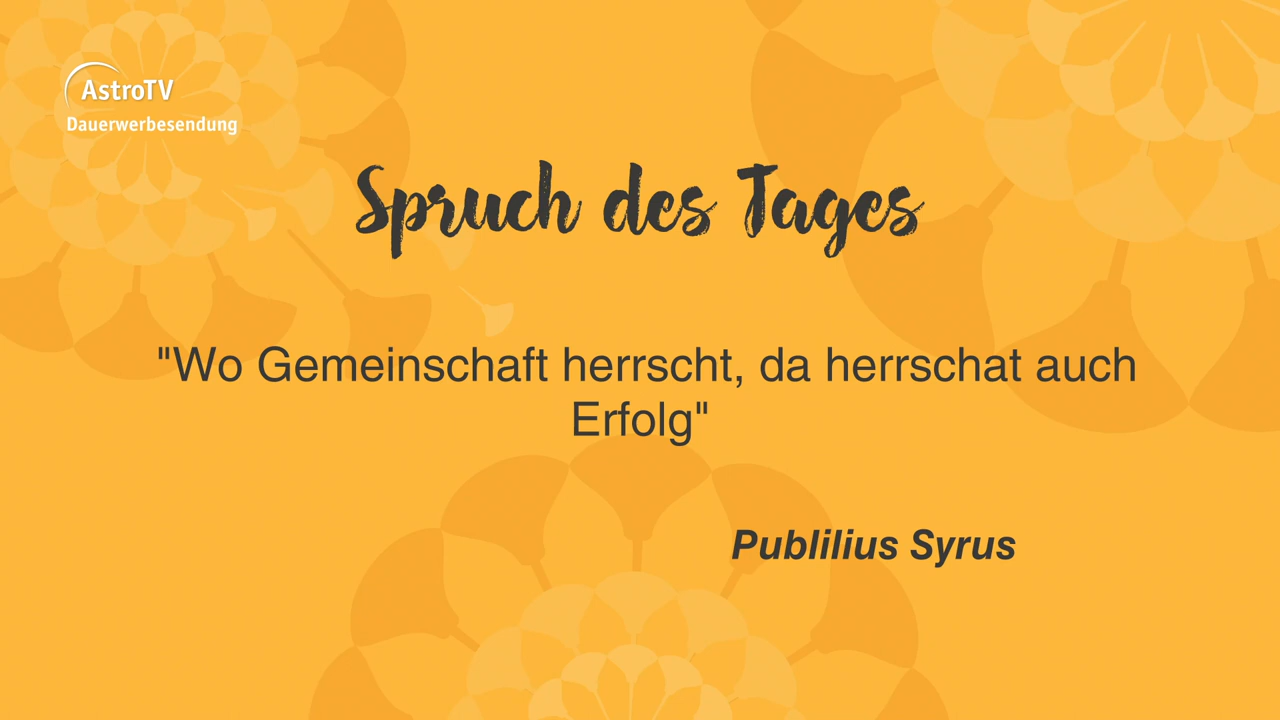 AstroTV
Dauerwerbesendung
Spruch des Tages
"Wo Gemeinschaft herrscht, da herrschat auch
Erfolg"
Publilius Syrus